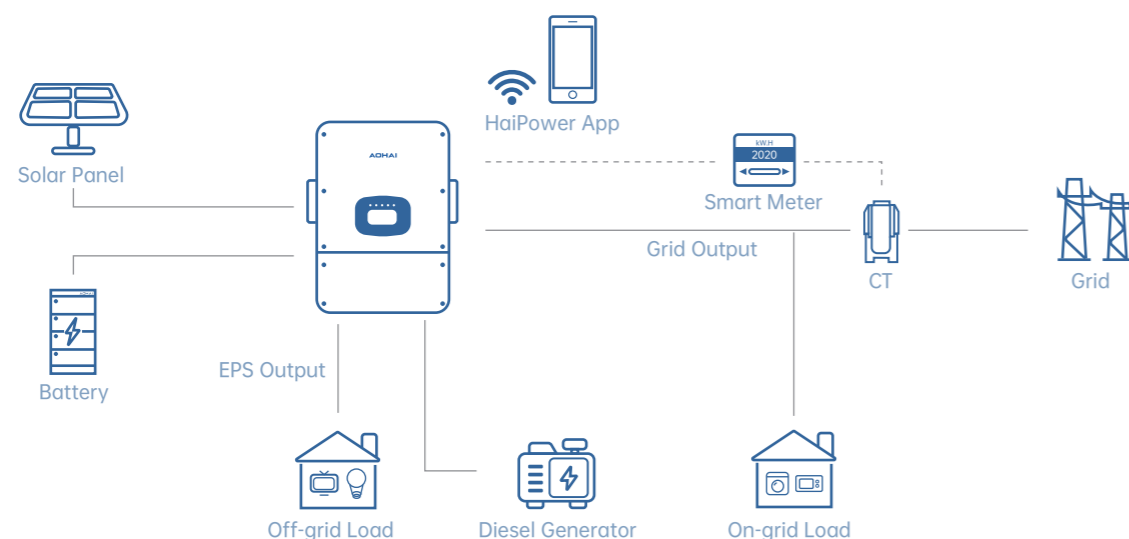 HaiPower App
Solar Panel
AOHAI
kW.H
2020
Smart Meter
Grid Output
CT
Grid
Battery
EPS Output
Off-grid Load
Diesel Generator
On-grid Load